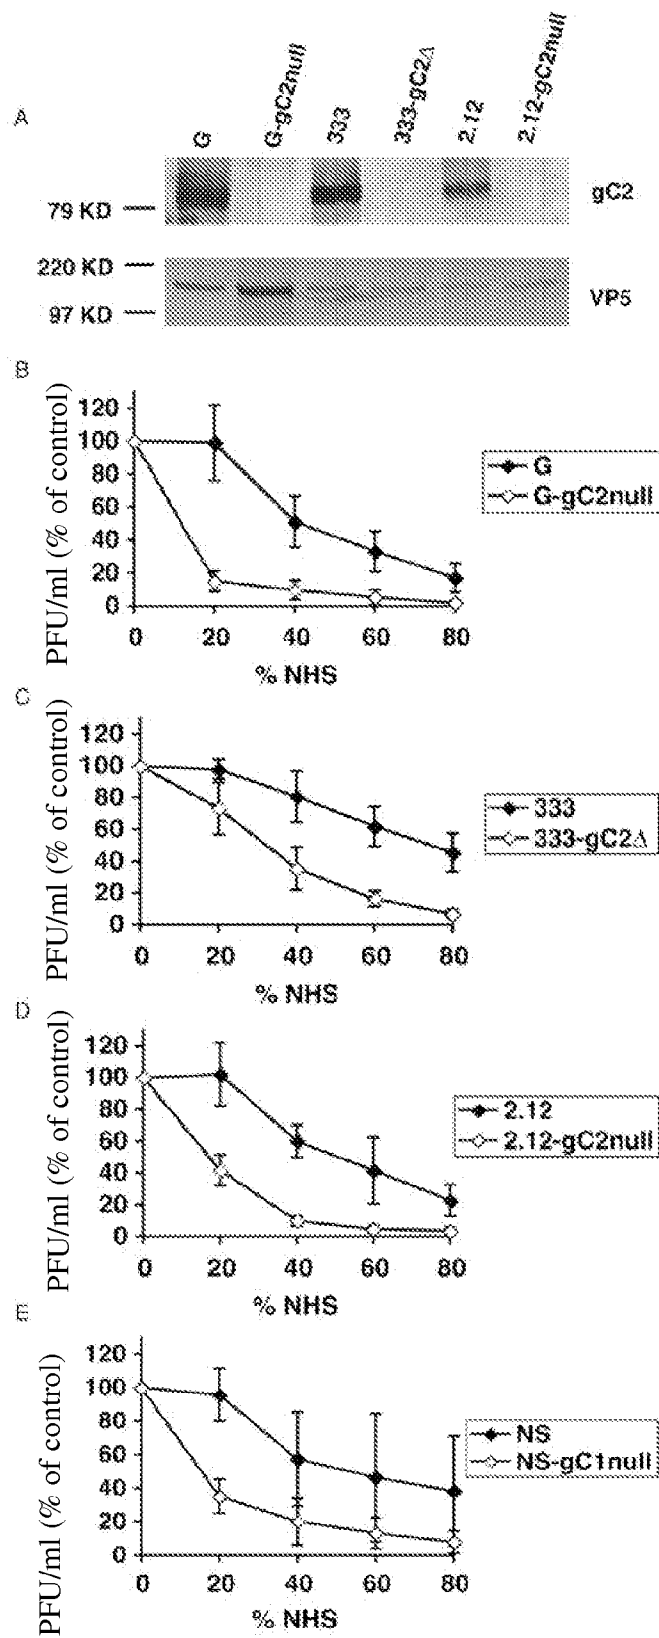 A
G
G-gC2null
333
333-gC2Δ
2.12
2.12-gC2null
79 KD
gC2
220 KD
97 KD
VP5
B
PFU/ml (% of control)
120
100
80
60
40
20
0
0 20 40 60 80
% NHS
G
G-gC2null
C
PFU/ml (% of control)
120
100
80
60
40
20
0
0 20 40 60 80
% NHS
333
333-gC2Δ
D
PFU/ml (% of control)
120
100
80
60
40
20
0
0 20 40 60 80
% NHS
2.12
2.12-gC2null
E
PFU/ml (% of control)
120
100
80
60
40
20
0
0 20 40 60 80
% NHS
NS
NS-gC1null